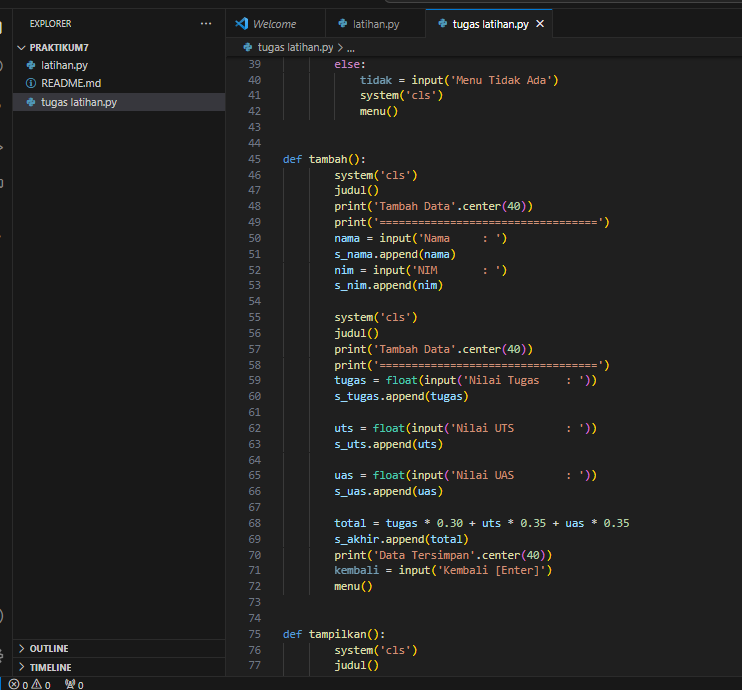 EXPLORER ...
PRAKTIKUM7
latihan.py
README.md
tugas latihan.py
OUTLINE
TIMELINE
0 0 0
Welcome latihan.py tugas latihan.py
tugas latihan.py > ...
39 else:
40 tidak = input('Menu Tidak Ada')
41 system('cls')
42 menu()
43
44
45 def tambah():
46 system('cls')
47 judul()
48 print('Tambah Data'.center(40))
49 print('==================================')
50 nama = input('Nama     : ')
51 s_nama.append(nama)
52 nim = input('NIM       : ')
53 s_nim.append(nim)
54
55 system('cls')
56 judul()
57 print('Tambah Data'.center(40))
58 print('==================================')
59 tugas = float(input('Nilai Tugas    : '))
60 s_tugas.append(tugas)
61
62 uts = float(input('Nilai UTS        : '))
63 s_uts.append(uts)
64
65 uas = float(input('Nilai UAS        : '))
66 s_uas.append(uas)
67
68 total = tugas * 0.30 + uts * 0.35 + uas * 0.35
69 s_akhir.append(total)
70 print('Data Tersimpan'.center(40))
71 kembali = input('Kembali [Enter]')
72 menu()
73
74
75 def tampilkan():
76 system('cls')
77 judul()